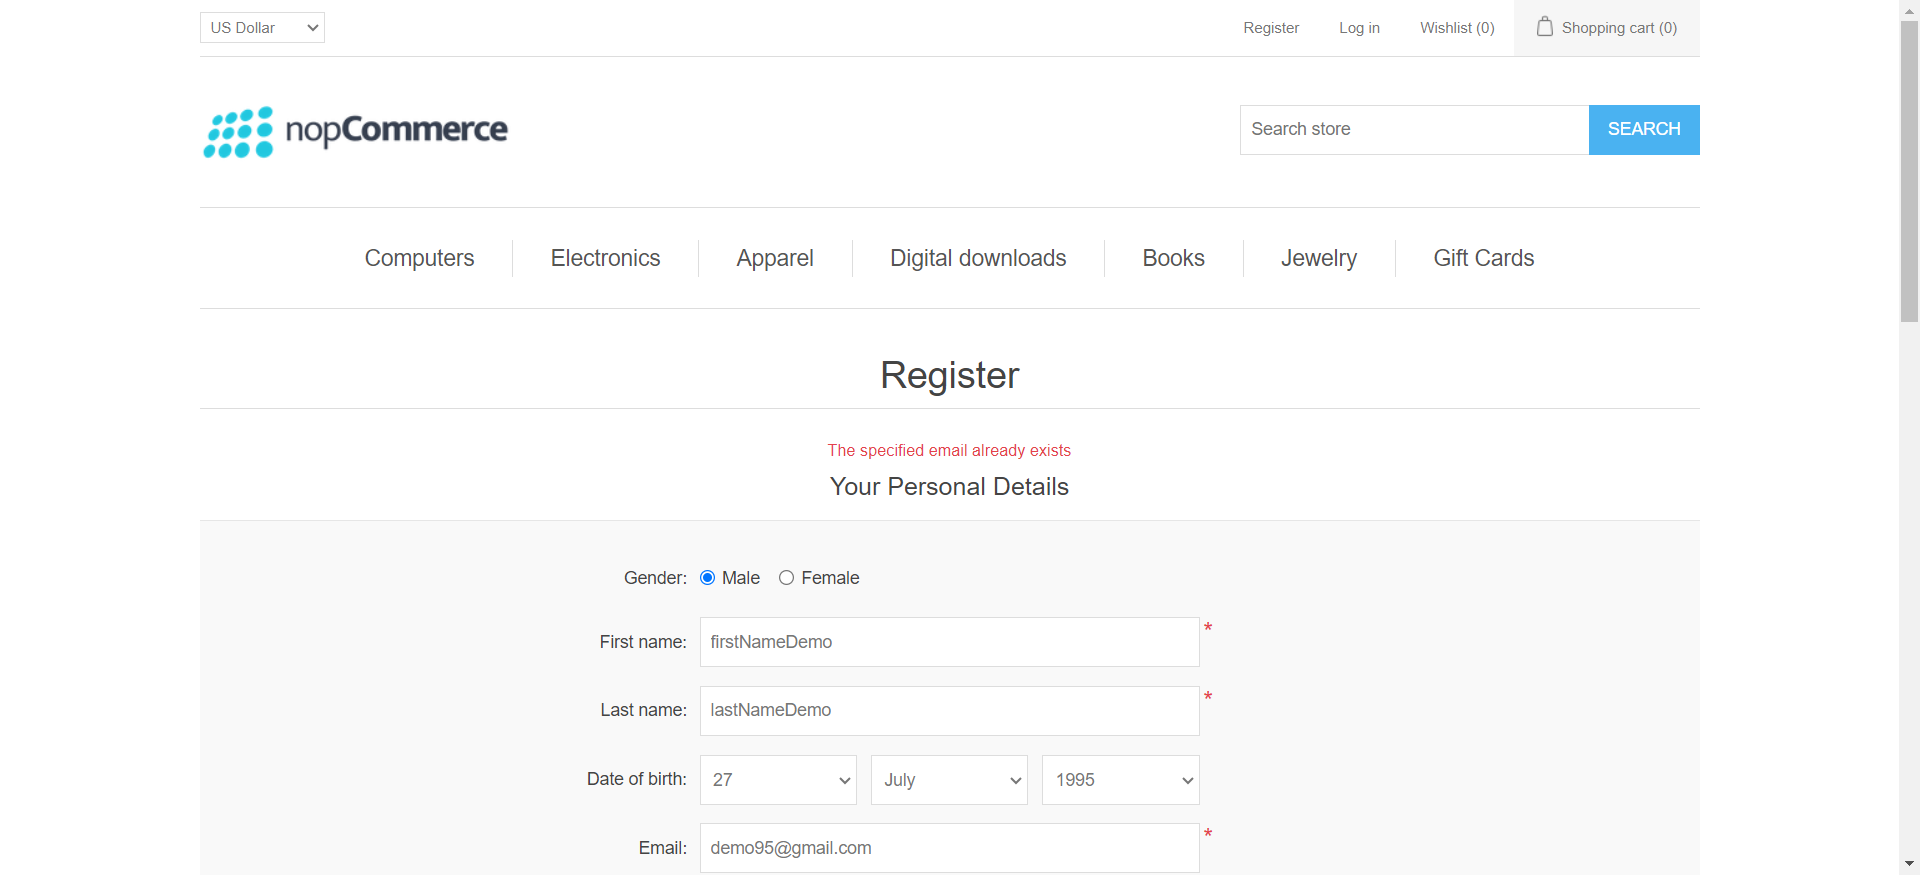 US Dollar
Register
Log in
Wishlist (0)
Shopping cart (0)
nopCommerce
Search store
SEARCH
Computers
Electronics
Apparel
Digital downloads
Books
Jewelry
Gift Cards
Register
The specified email already exists
Your Personal Details
Gender: Male Female
First name: firstNameDemo *
Last name: lastNameDemo *
Date of birth: 27 July 1995
Email: demo95@gmail.com *